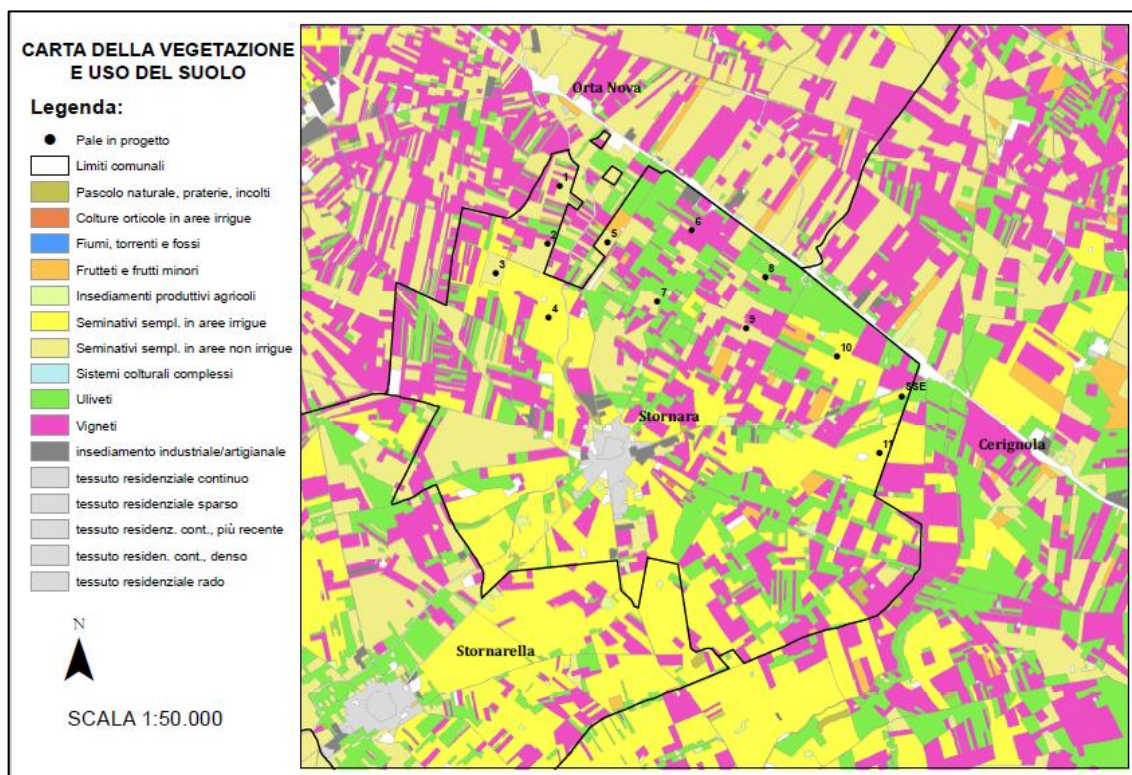 CARTA DELLA VEGETAZIONE
E USO DEL SUOLO
Legenda:
Pale in progetto
Limiti comunali
Pascolo naturale, praterie, incolti
Colture orticole in aree irrigue
Fiumi, torrenti e fossi
Frutteti e frutti minori
Insediamenti produttivi agricoli
Seminativi sempl. in aree irrigue
Seminativi sempl. in aree non irrigue
Sistemi colturali complessi
Uliveti
Vigneti
insediamento industriale/artigianale
tessuto residenziale continuo
tessuto residenziale sparso
tessuto residenz. cont., più recente
tessuto residen. cont., denso
tessuto residenziale rado
N
SCALA 1:50.000
Orta Nova
1
6
2
5
3
8
7
4
9
10
SSE
Stornara
Cerignola
11
Stornarella